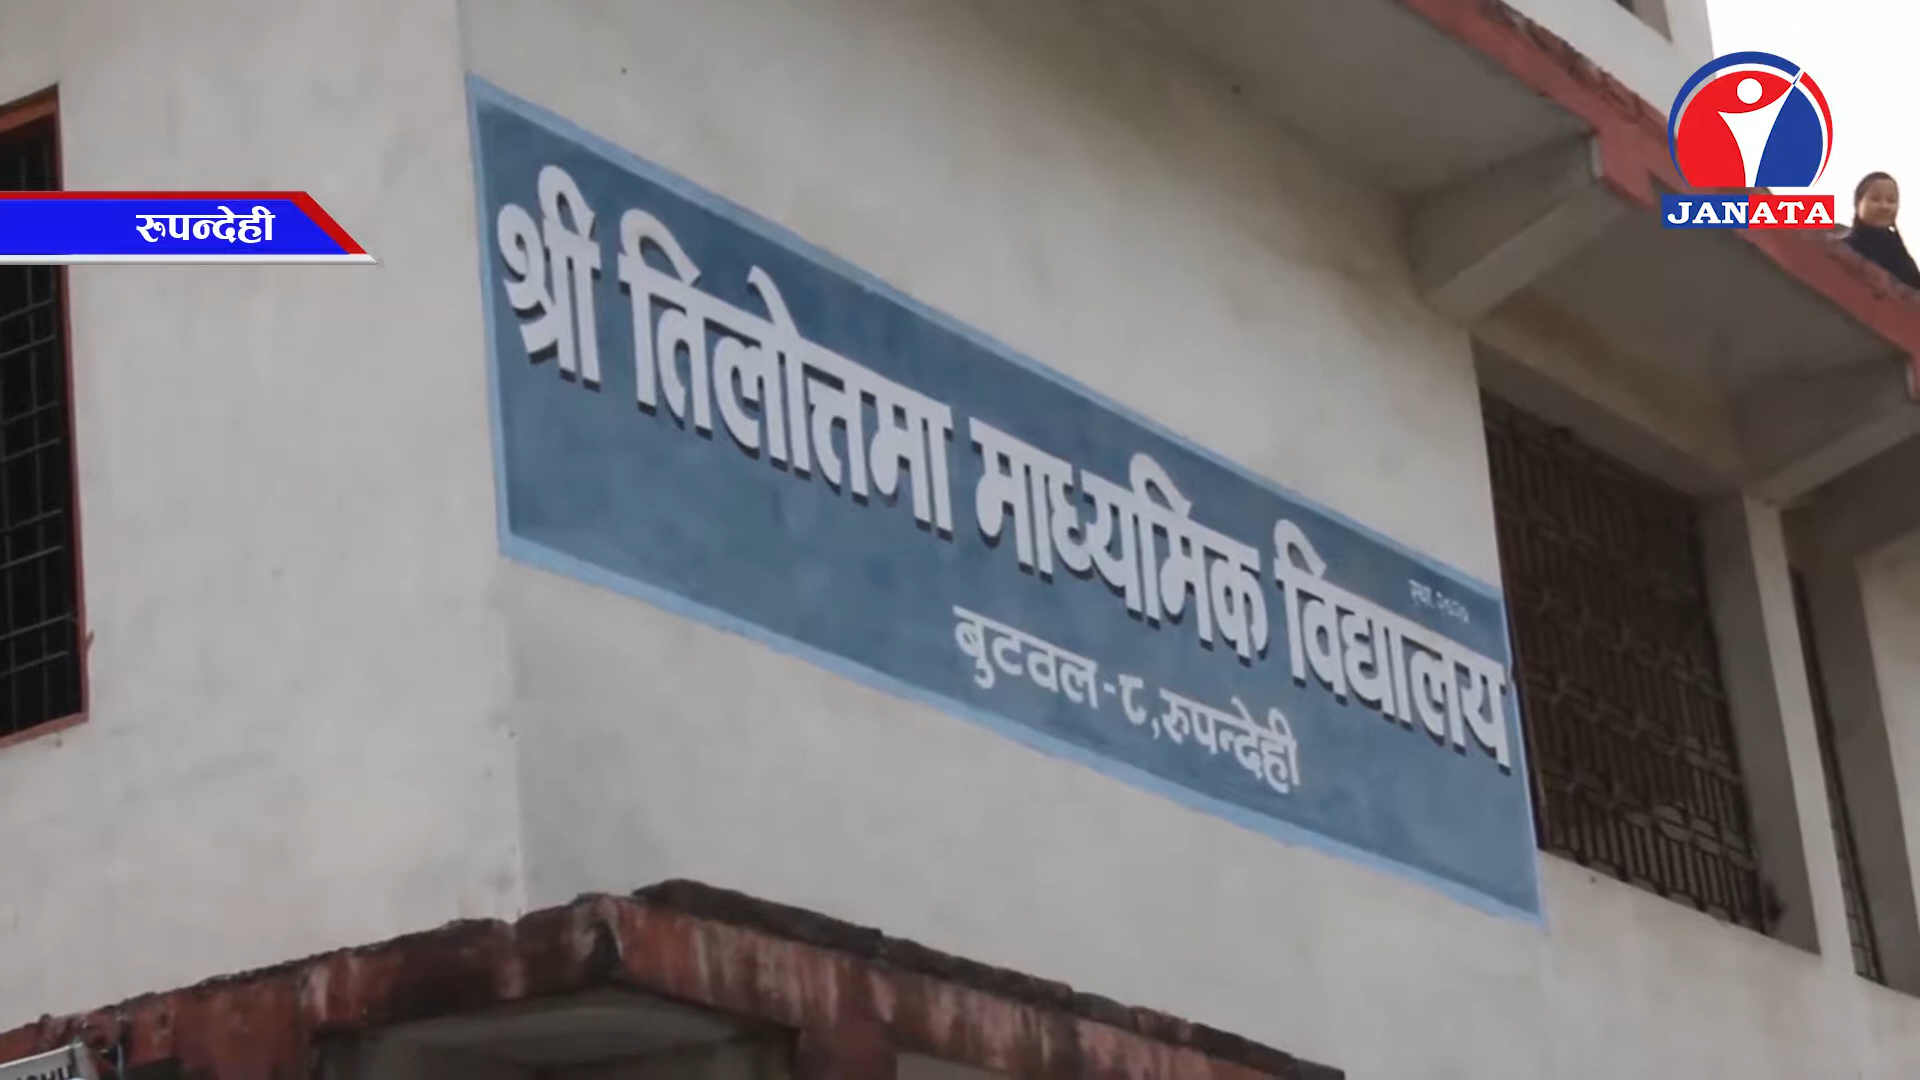 रूपन्देही
JANATA
श्री तिलोत्तमा माध्यमिक विद्यालय
बुटवल-८,रुपन्देही